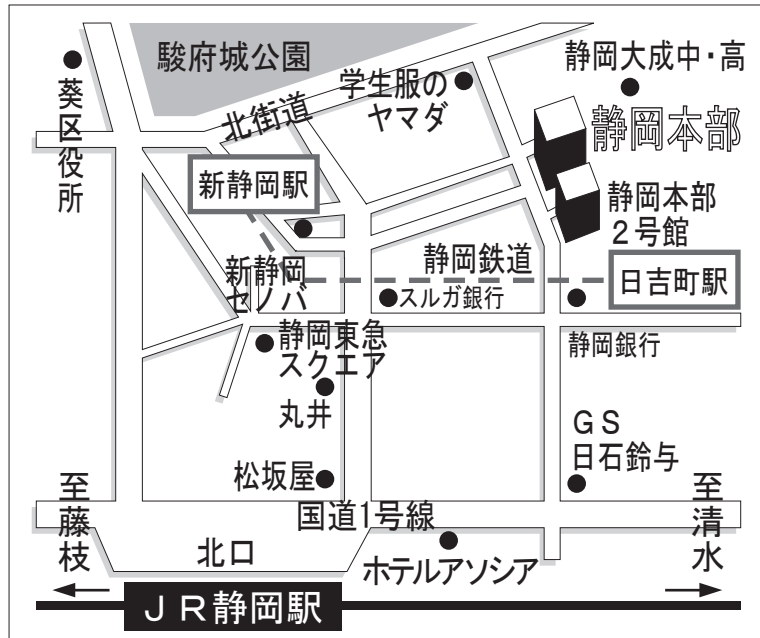 駿府城公園
葵区役所
学生服の
ヤマダ
静岡大成中・高
北街道
静岡本部
新静岡駅
静岡本部
２号館
新静岡
セノバ
静岡鉄道
日吉町駅
スルガ銀行
静岡東急
スクエア
静岡銀行
丸井
ＧＳ
日石鈴与
松坂屋
至藤枝
国道1号線
至清水
北口
ホテルアソシア
ＪＲ静岡駅